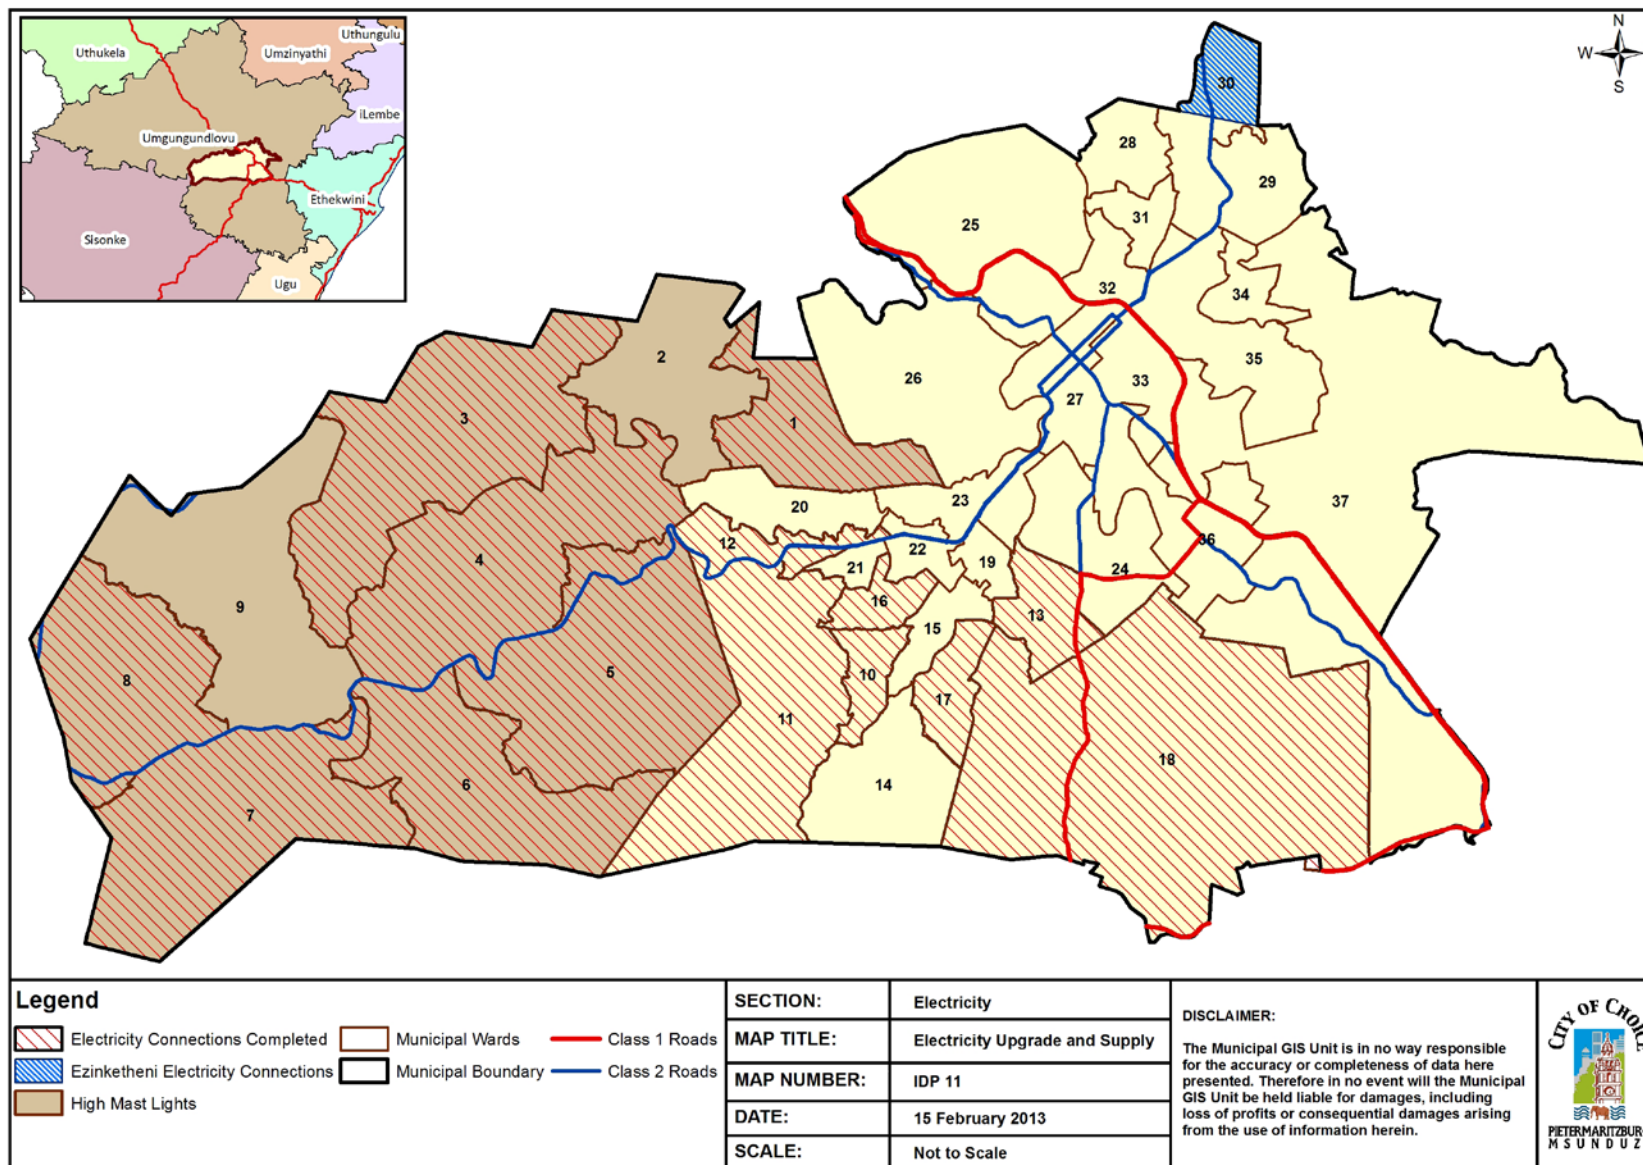 Uthungulu
Uthukela
Umzinyathi
iLembe
Umgungundlovu
Ethekwini
Sisonke
Ugu
N
W
S
30
28
29
25
31
32
34
2
35
26
33
3
27
1
23
37
20
12
22
36
4
19
21
24
16
9
13
15
5
10
8
17
11
18
6
14
7
Legend
Electricity Connections Completed
Ezinketheni Electricity Connections
High Mast Lights
Municipal Wards
Municipal Boundary
Class 1 Roads
Class 2 Roads
SECTION: Electricity
MAP TITLE: Electricity Upgrade and Supply
MAP NUMBER: IDP 11
DATE: 15 February 2013
SCALE: Not to Scale
DISCLAIMER:
The Municipal GIS Unit is in no way responsible
for the accuracy or completeness of data here
presented. Therefore in no event will the Municipal
GIS Unit be held liable for damages, including
loss of profits or consequential damages arising
from the use of information herein.
CITY OF CHOICE
PIETERMARITZBUR
MSUNDUZ